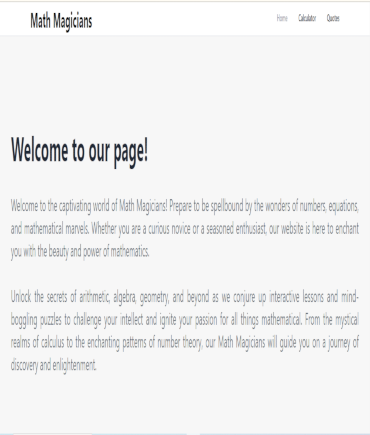 Math Magicians
Home Calculator Quotes
Welcome to our page!
Welcome to the captivating world of Math Magicians! Prepare to be spellbound by the wonders of numbers, equations,
and mathematical marvels. Whether you are a curious novice or a seasoned enthusiast, our website is here to enchant
you with the beauty and power of mathematics.
Unlock the secrets of arithmetic, algebra, geometry, and beyond as we conjure up interactive lessons and mind-
boggling puzzles to challenge your intellect and ignite your passion for all things mathematical. From the mystical
realms of calculus to the enchanting patterns of number theory, our Math Magicians will guide you on a journey of
discovery and enlightenment.